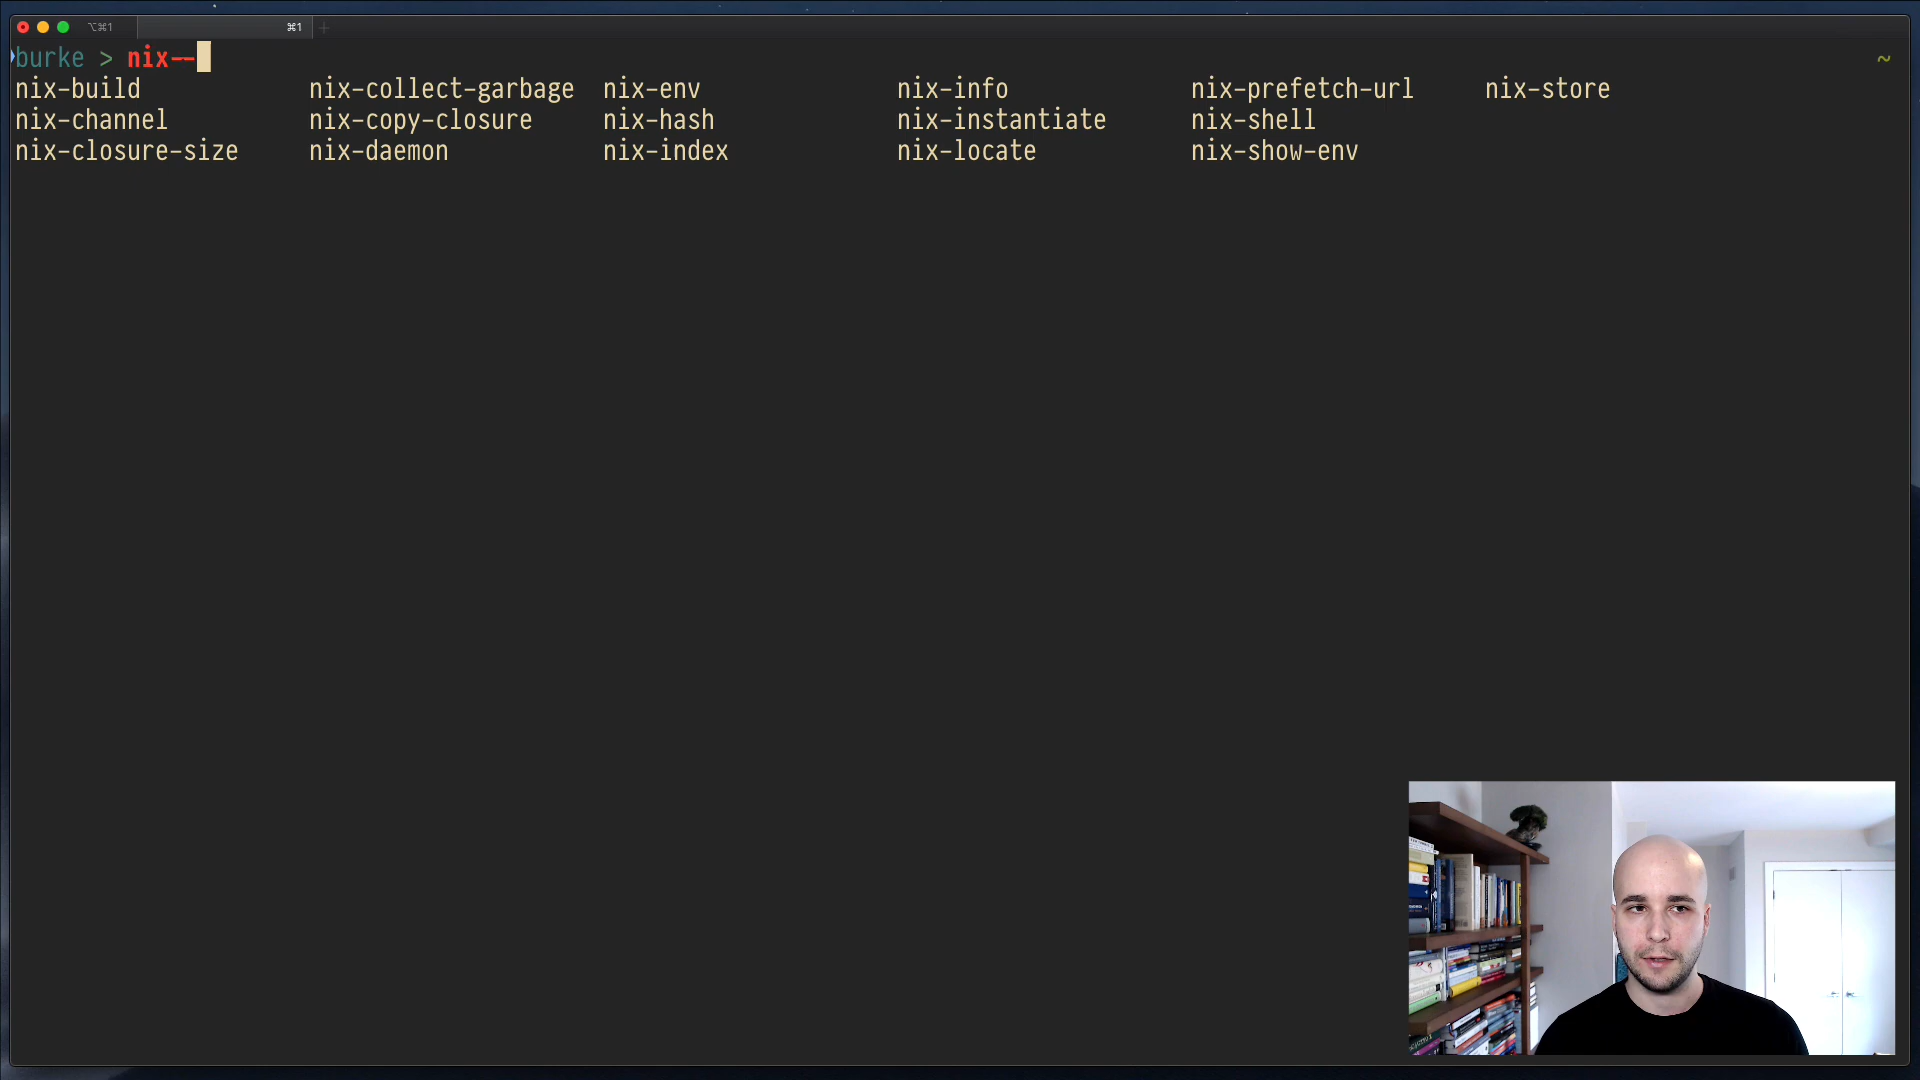 ⌥⌘1 ⌘1 +
burke > nix-- ~
nix-build nix-collect-garbage nix-env nix-info nix-prefetch-url nix-store
nix-channel nix-copy-closure nix-hash nix-instantiate nix-shell
nix-closure-size nix-daemon nix-index nix-locate nix-show-env